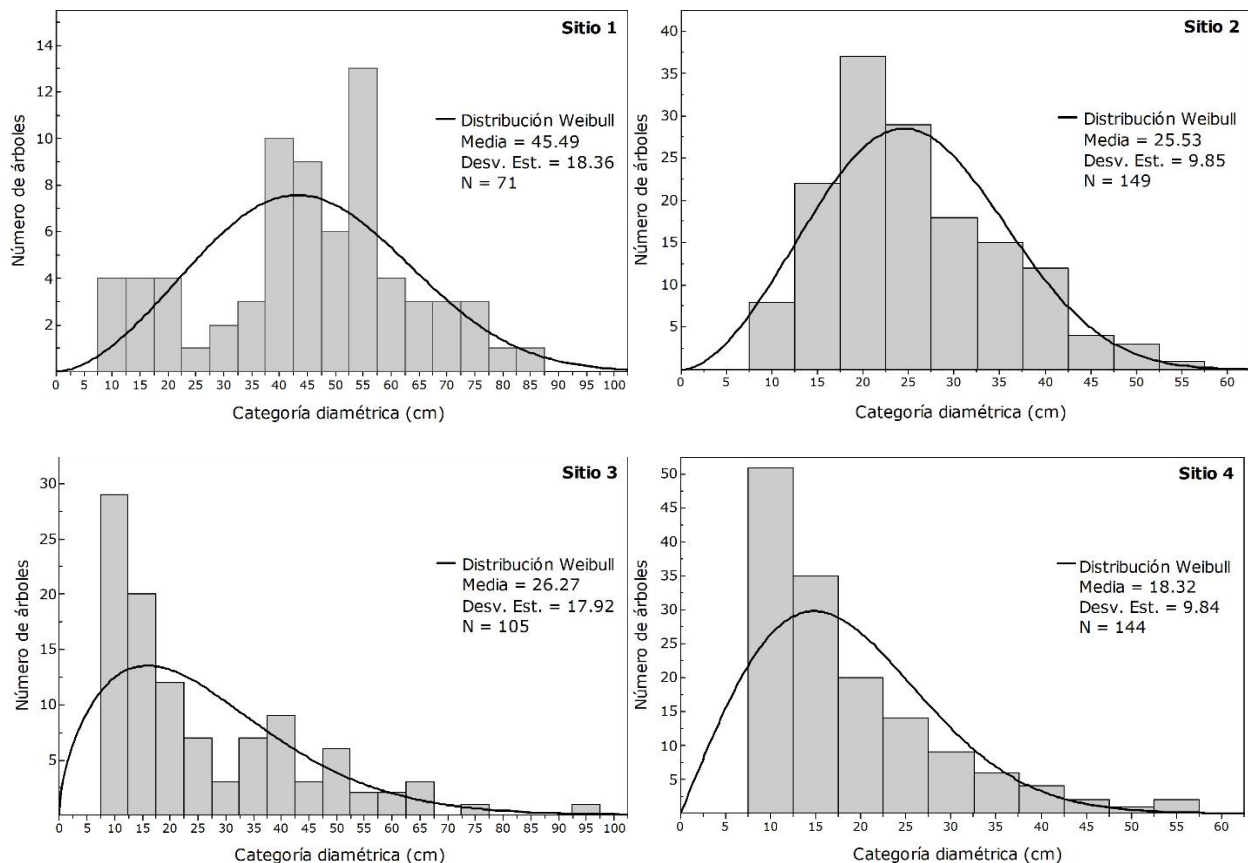 Sitio 1
14
12
10
8
6
4
2
Número de árboles
Distribución Weibull
Media = 45.49
Desv. Est. = 18.36
N = 71
0 5 10 15 20 25 30 35 40 45 50 55 60 65 70 75 80 85 90 95 100
Categoría diamétrica (cm)
Sitio 2
40
35
30
25
20
15
10
5
Número de árboles
Distribución Weibull
Media = 25.53
Desv. Est. = 9.85
N = 149
0 5 10 15 20 25 30 35 40 45 50 55 60
Categoría diamétrica (cm)
Sitio 3
30
25
20
15
10
5
Número de árboles
Distribución Weibull
Media = 26.27
Desv. Est. = 17.92
N = 105
0 5 10 15 20 25 30 35 40 45 50 55 60 65 70 75 80 85 90 95 100
Categoría diamétrica (cm)
Sitio 4
50
45
40
35
30
25
20
15
10
5
Número de árboles
Distribución Weibull
Media = 18.32
Desv. Est. = 9.84
N = 144
0 5 10 15 20 25 30 35 40 45 50 55 60
Categoría diamétrica (cm)